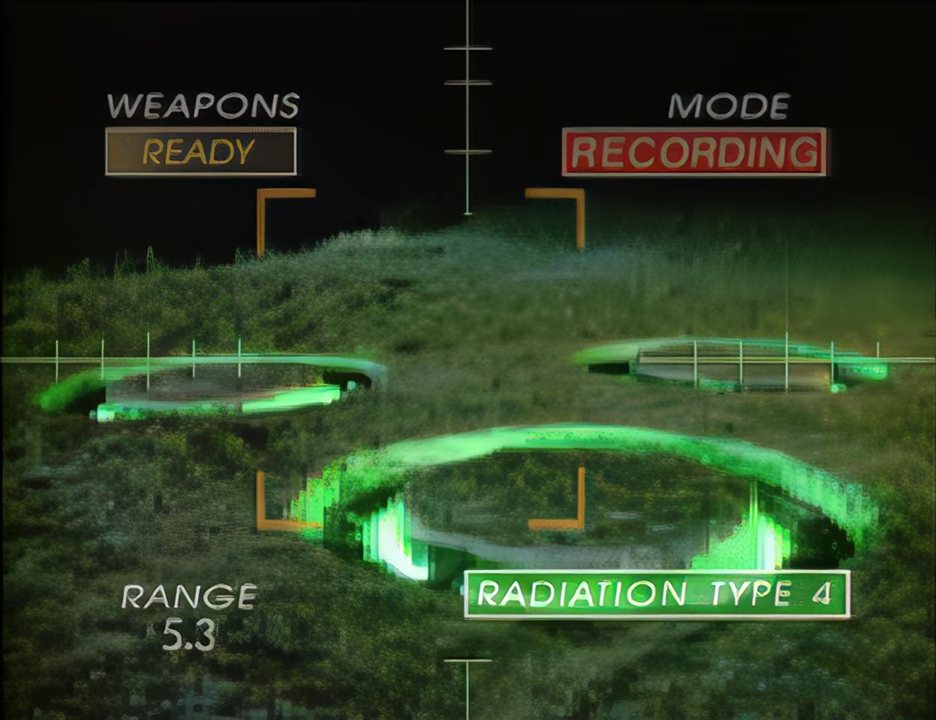 WEAPONS
READY
MODE
RECORDING
RANGE
5.3
RADIATION TYPE 4